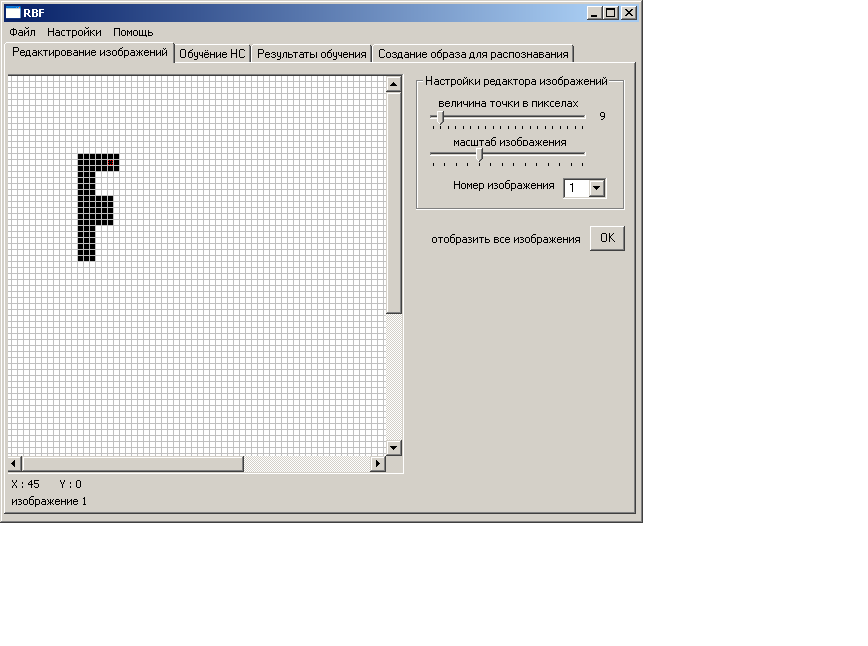 RBF
Файл Настройки Помощь
Редактирование изображений Обучёние НС Результаты обучения Создание образа для распознавания
Настройки редактора изображений
величина точки в пикселах
9
масштаб изображения
Номер изображения 1
отобразить все изображения OK
X : 45 Y : 0
изображение 1